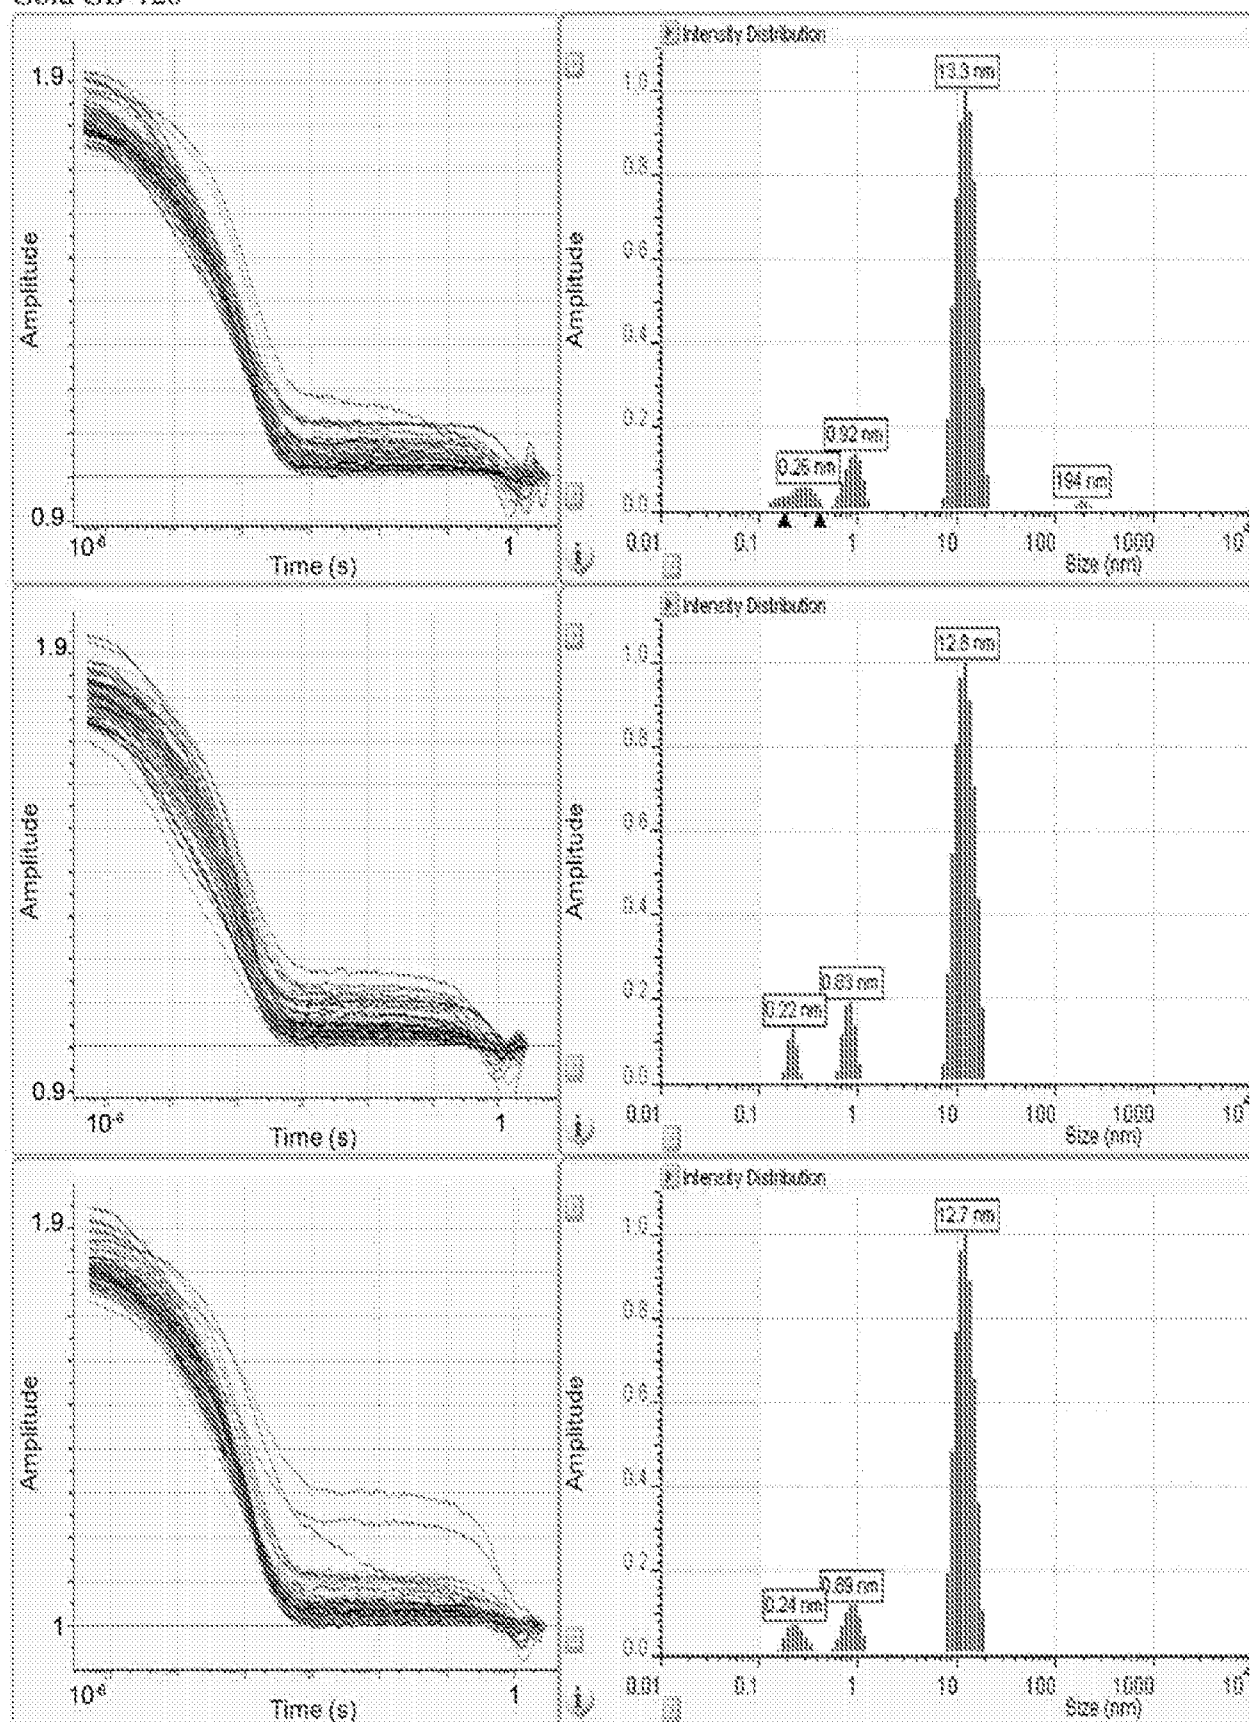 Intensity Distribution
1.9
Amplitude
0.9
10⁻⁶
1
Time (s)
Amplitude
1.0
0.8
0.6
0.4
0.2
0.0
13.3 nm
0.92 nm
0.26 nm
194 nm
0.01
0.1
1
10
100
1000
Size (nm)
Intensity Distribution
1.9
Amplitude
0.9
10⁻⁶
1
Time (s)
Amplitude
1.0
0.8
0.6
0.4
0.2
0.0
12.8 nm
0.83 nm
0.22 nm
0.01
0.1
1
10
100
1000
Size (nm)
Intensity Distribution
1.9
Amplitude
1
10⁻⁶
1
Time (s)
Amplitude
1.0
0.8
0.6
0.4
0.2
0.0
12.7 nm
0.89 nm
0.24 nm
0.01
0.1
1
10
100
1000
Size (nm)